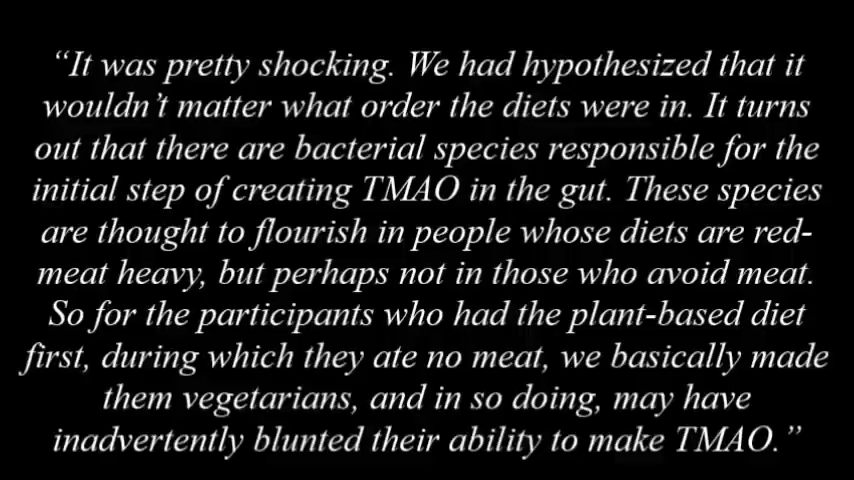 “It was pretty shocking. We had hypothesized that it
wouldn’t matter what order the diets were in. It turns
out that there are bacterial species responsible for the
initial step of creating TMAO in the gut. These species
are thought to flourish in people whose diets are red-
meat heavy, but perhaps not in those who avoid meat.
So for the participants who had the plant-based diet
first, during which they ate no meat, we basically made
them vegetarians, and in so doing, may have
inadvertently blunted their ability to make TMAO.”